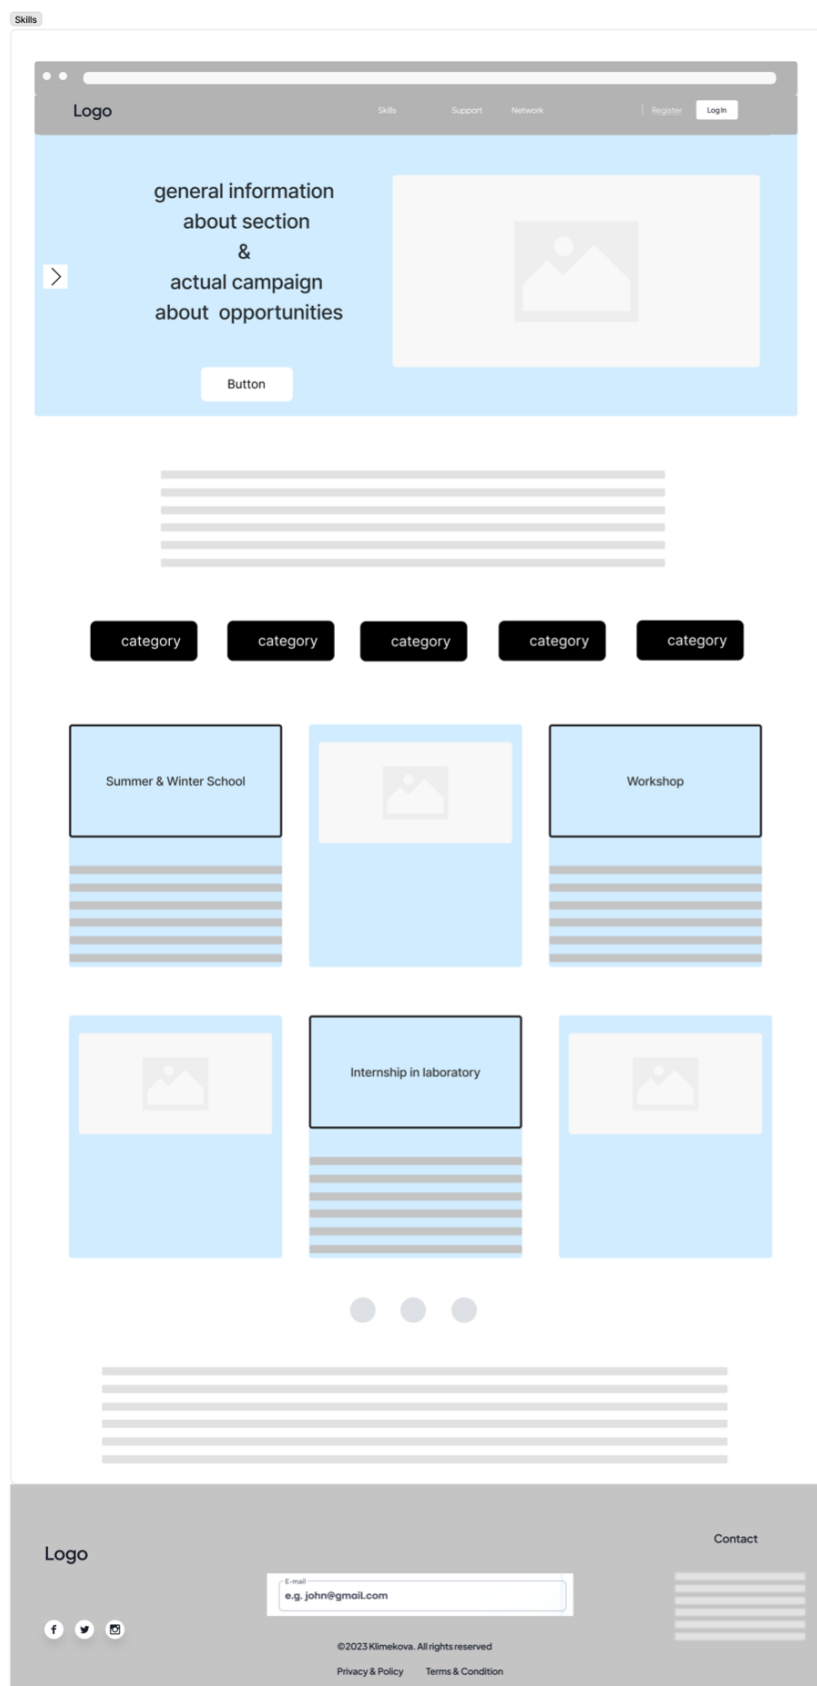 Skills
Logo
Skills
Support
Network
Register
Log In
general information
about section
&
actual campaign
about opportunities
Button
category
category
category
category
category
Summer & Winter School
Workshop
Internship in laboratory
Logo
Contact
E-mail
e.g. john@gmail.com
©2023 Klimekova. All rights reserved
Privacy & Policy
Terms & Condition